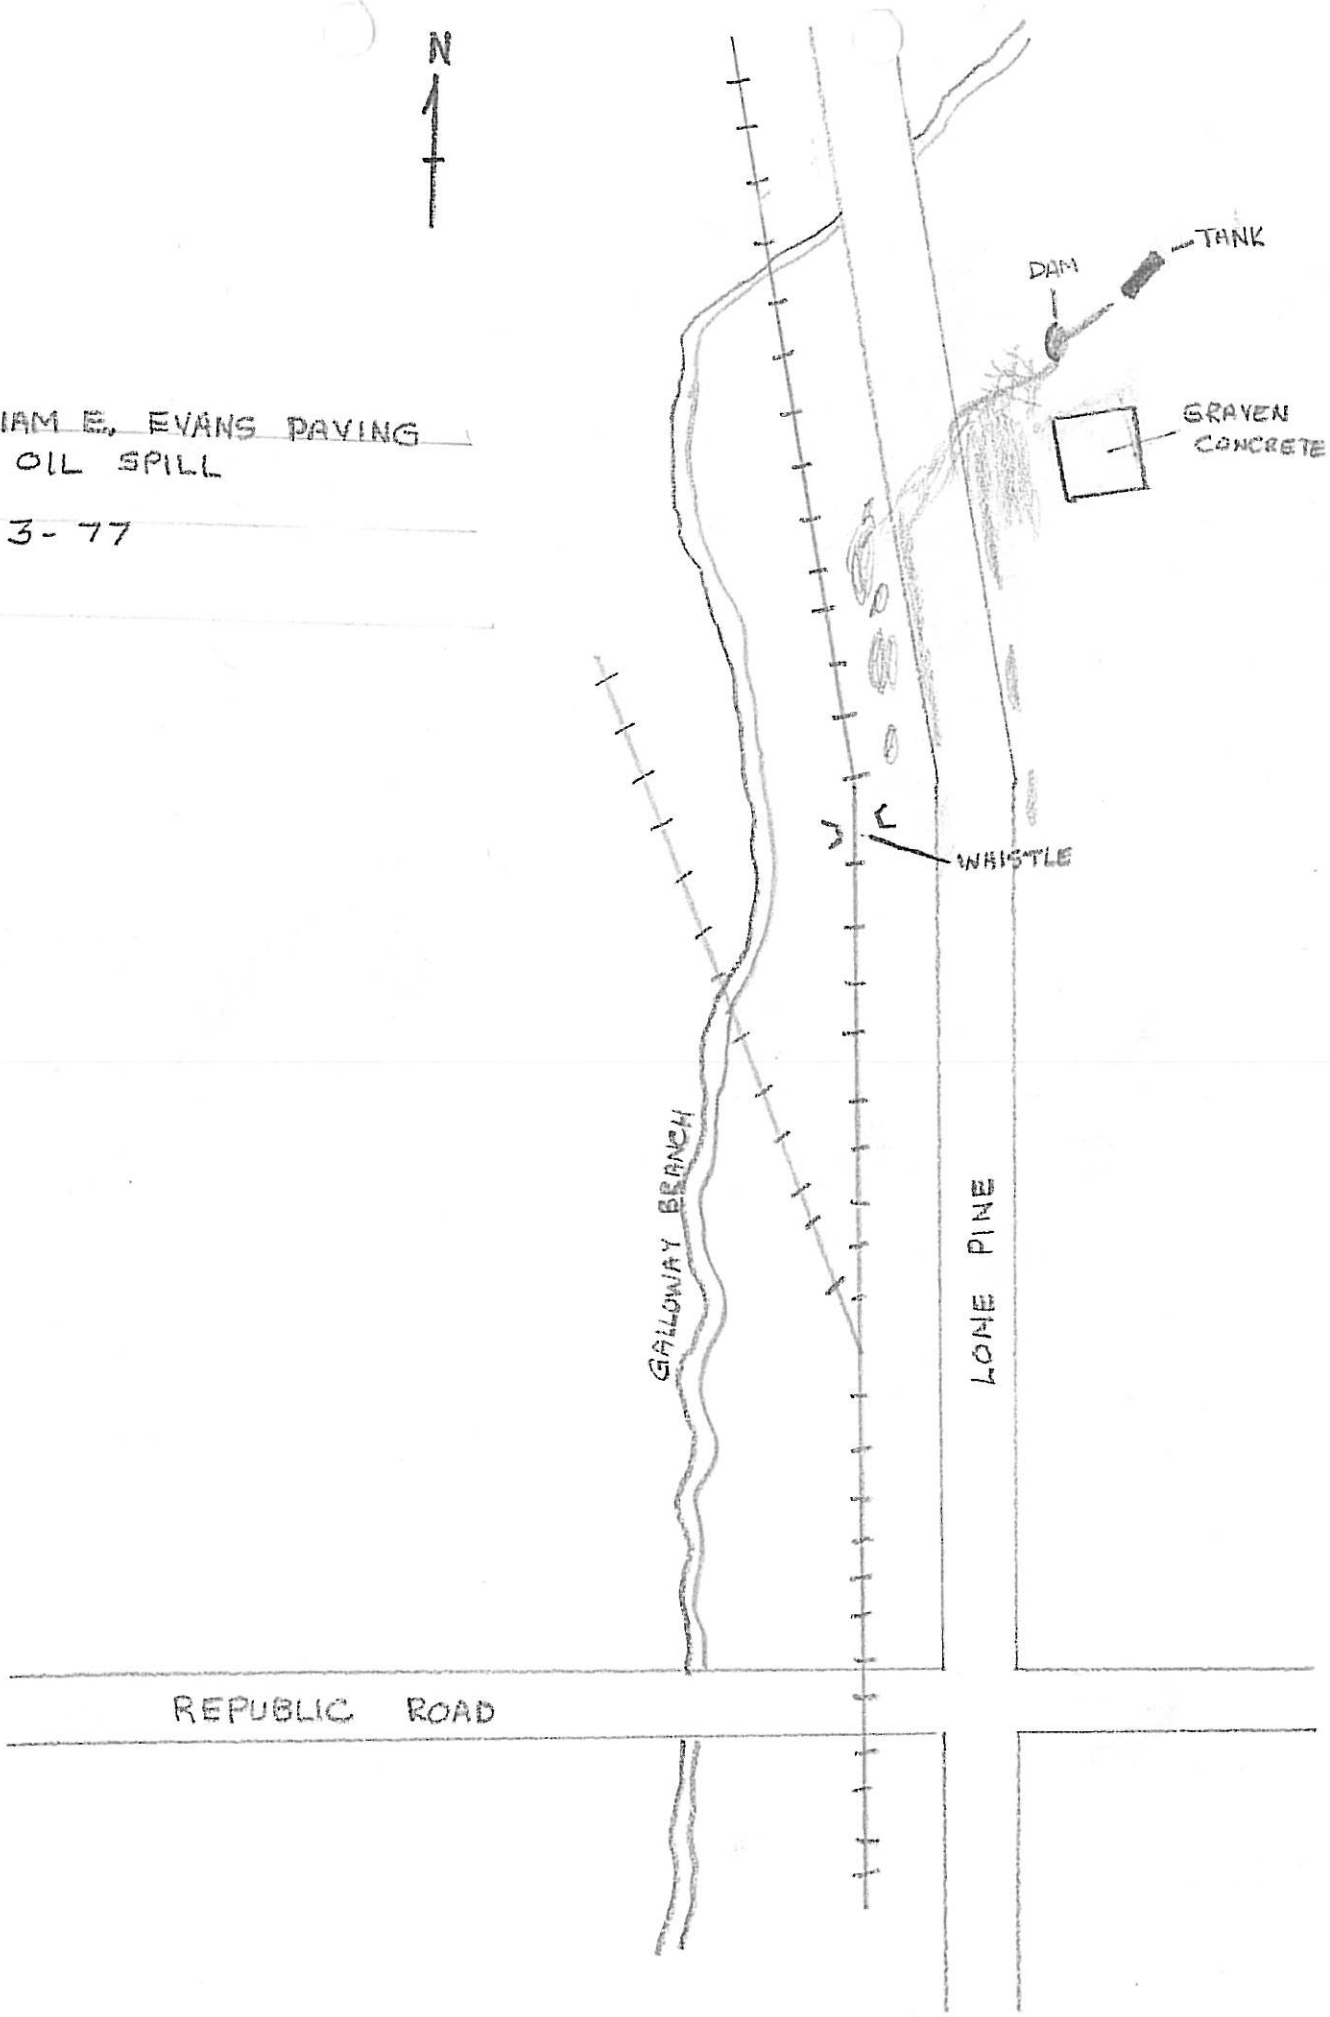 N
TANK
DAM
GRAVEN
CONCRETE
IAM E. EVANS PAVING
OIL SPILL
3-77
WHISTLE
GALLOWAY BRANCH
LONE PINE
REPUBLIC ROAD